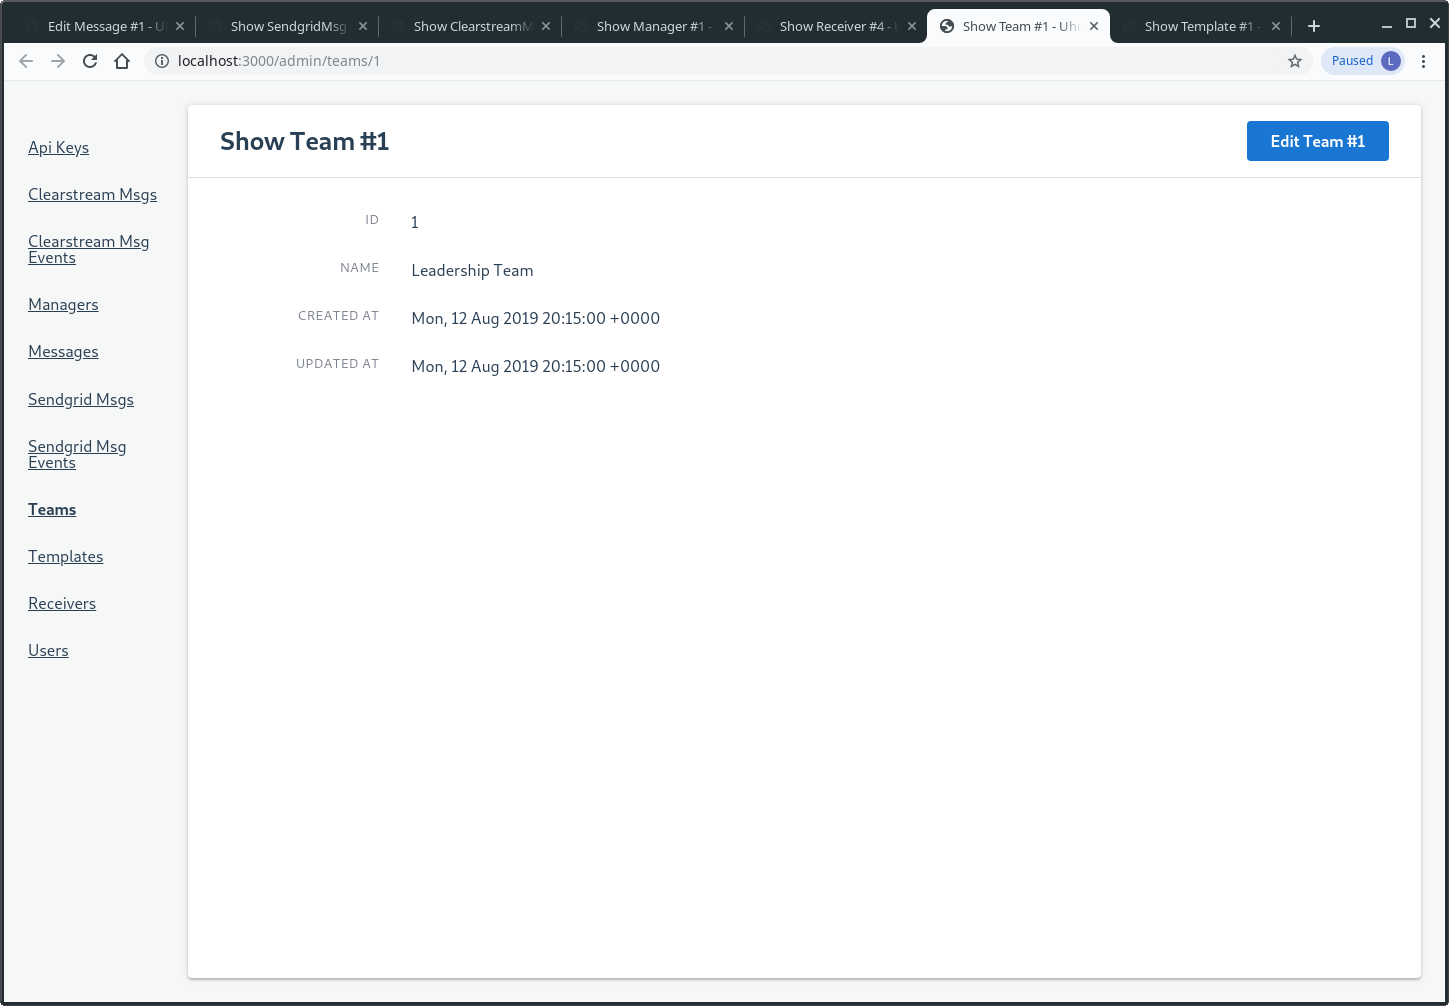 Edit Message #1 - U
Show SendgridMsg
Show ClearstreamM
Show Manager #1 -
Show Receiver #4 -
Show Team #1 - Uh
Show Template #1 -
localhost:3000/admin/teams/1
Paused
L
Api Keys
Clearstream Msgs
Clearstream Msg
Events
Managers
Messages
Sendgrid Msgs
Sendgrid Msg
Events
Teams
Templates
Receivers
Users
Show Team #1
Edit Team #1
ID 1
NAME Leadership Team
CREATED AT Mon, 12 Aug 2019 20:15:00 +0000
UPDATED AT Mon, 12 Aug 2019 20:15:00 +0000